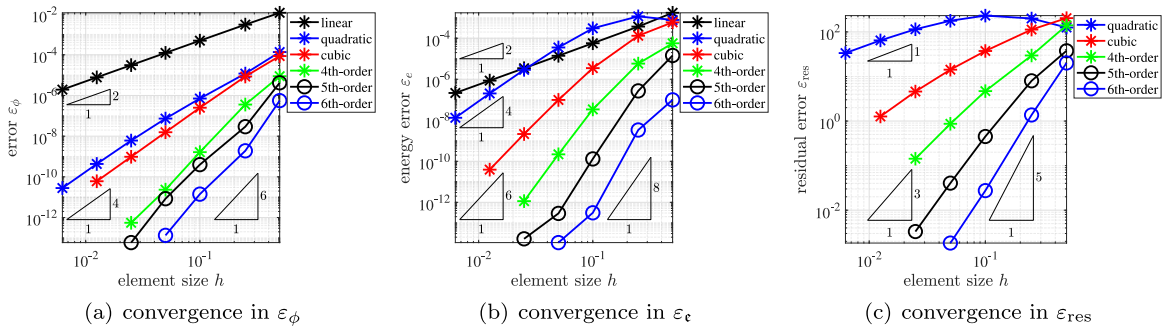 10^-2
10^-4
10^-6
10^-8
10^-10
10^-12
error ε_ϕ
2
1
4
1
6
1
10^-2
10^-1
element size h
linear
quadratic
cubic
4th-order
5th-order
6th-order
(a) convergence in ε_ϕ
10^-4
10^-6
10^-8
10^-10
10^-12
energy error ε_𝔢
2
1
4
1
6
1
8
1
10^-2
10^-1
element size h
linear
quadratic
cubic
4th-order
5th-order
6th-order
(b) convergence in ε_𝔢
10^2
10^0
10^-2
residual error ε_res
1
1
3
1
5
1
10^-2
10^-1
element size h
quadratic
cubic
4th-order
5th-order
6th-order
(c) convergence in ε_res